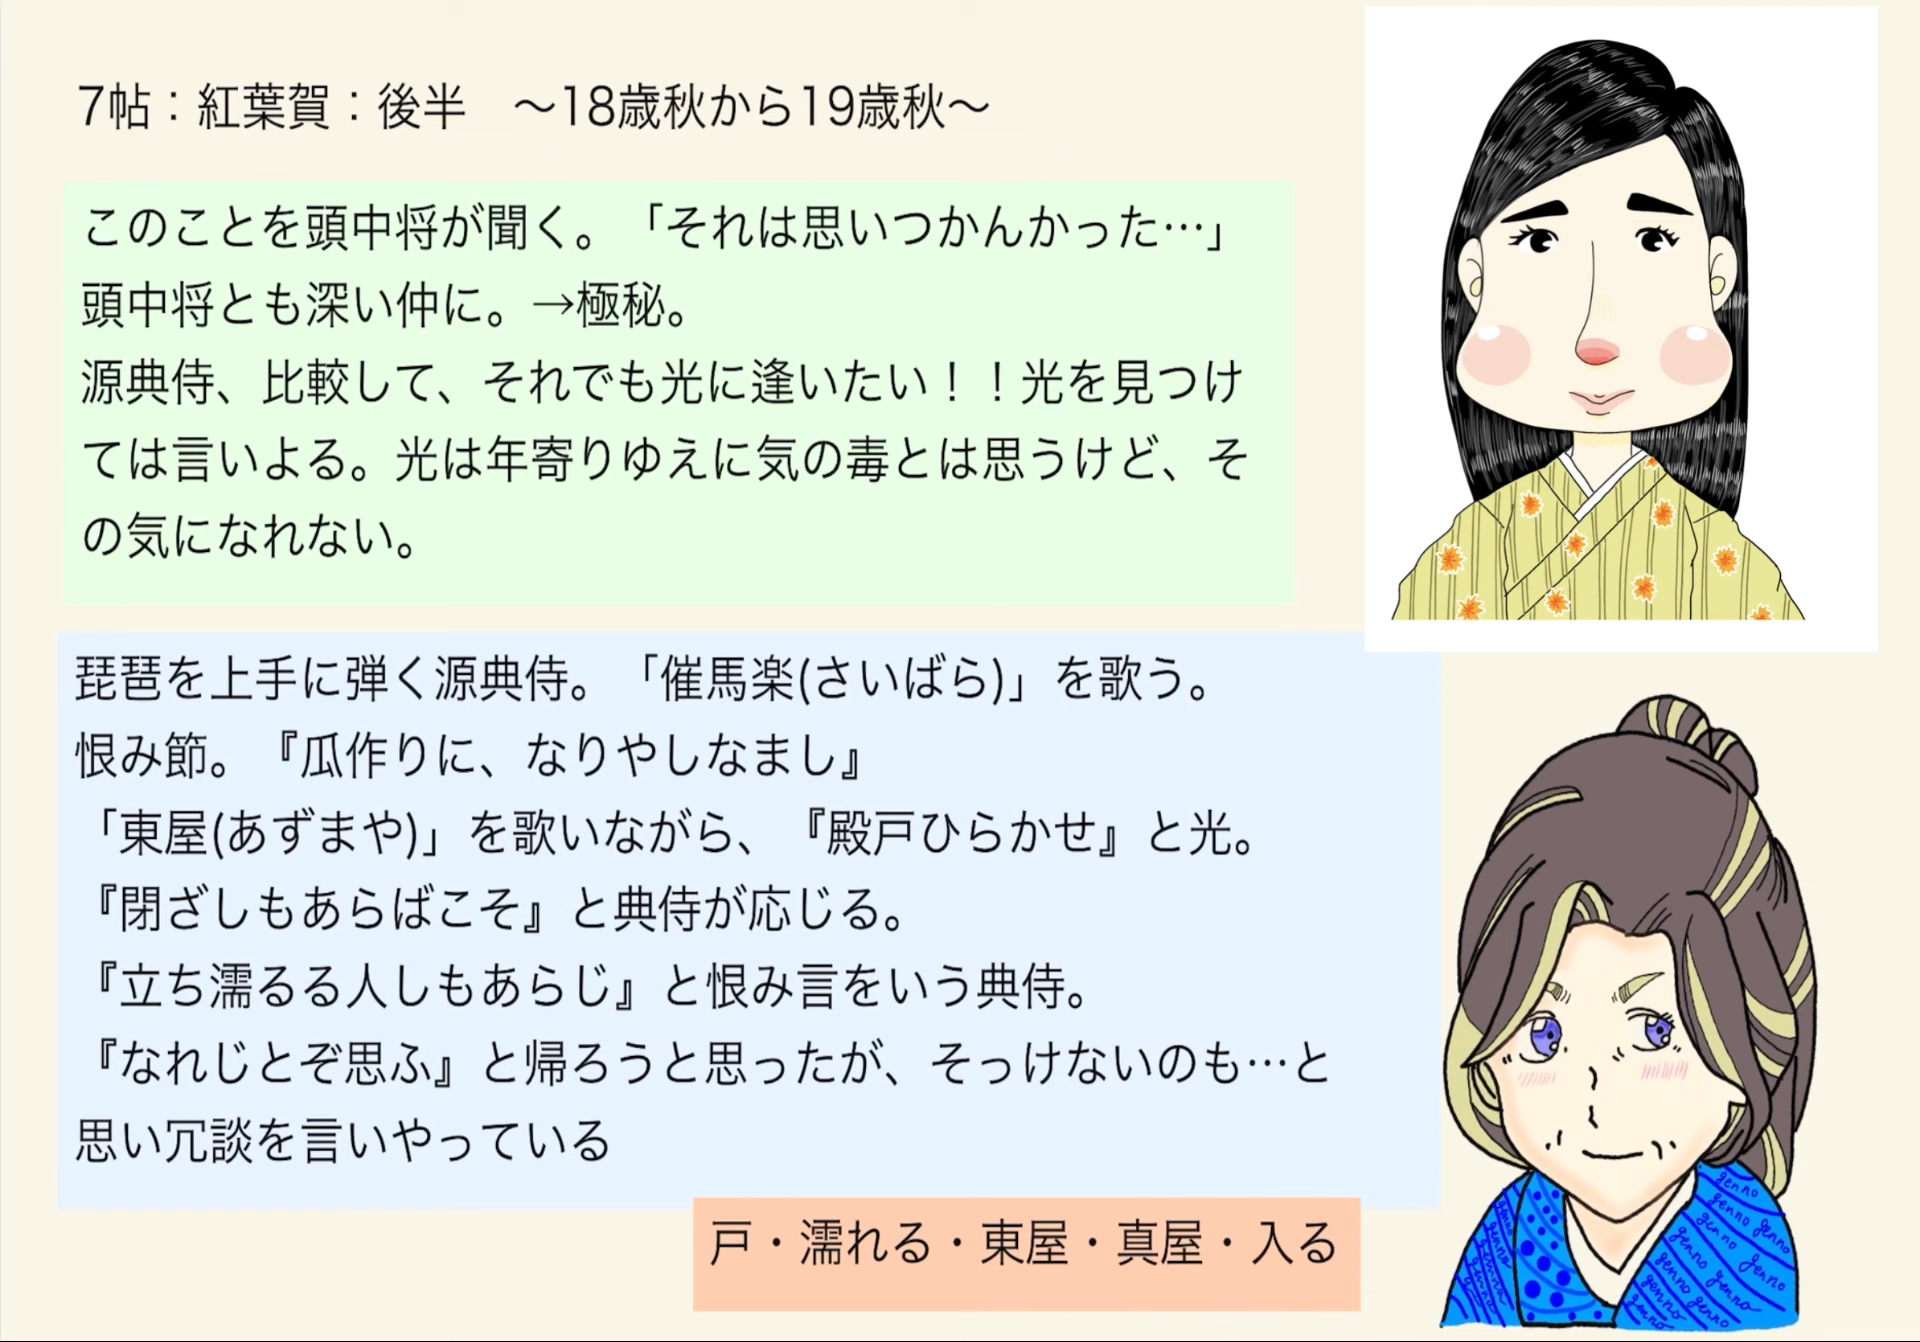 7帖：紅葉賀：後半　〜18歳秋から19歳秋〜
このことを頭中将が聞く。「それは思いつかんかった…」
頭中将とも深い仲に。→極秘。
源典侍、比較して、それでも光に逢いたい！！光を見つけ
ては言いよる。光は年寄りゆえに気の毒とは思うけど、そ
の気になれない。
琵琶を上手に弾く源典侍。「催馬楽(さいばら)」を歌う。
恨み節。『瓜作りに、なりやしなまし』
「東屋(あずまや)」を歌いながら、『殿戸ひらかせ』と光。
『閉ざしもあらばこそ』と典侍が応じる。
『立ち濡るる人しもあらじ』と恨み言をいう典侍。
『なれじとぞ思ふ』と帰ろうと思ったが、そっけないのも…と
思い冗談を言いやっている
戸・濡れる・東屋・真屋・入る
genno
genno genno
genno genno
genno genno genno
genno genno
genno